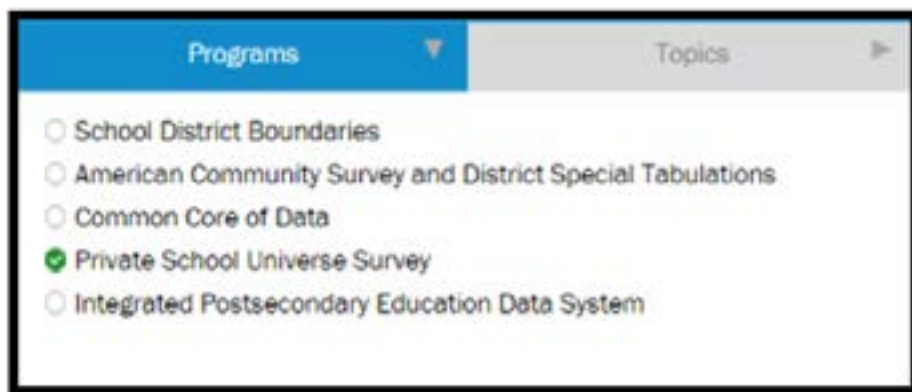 Programs
Topics
School District Boundaries
American Community Survey and District Special Tabulations
Common Core of Data
Private School Universe Survey
Integrated Postsecondary Education Data System